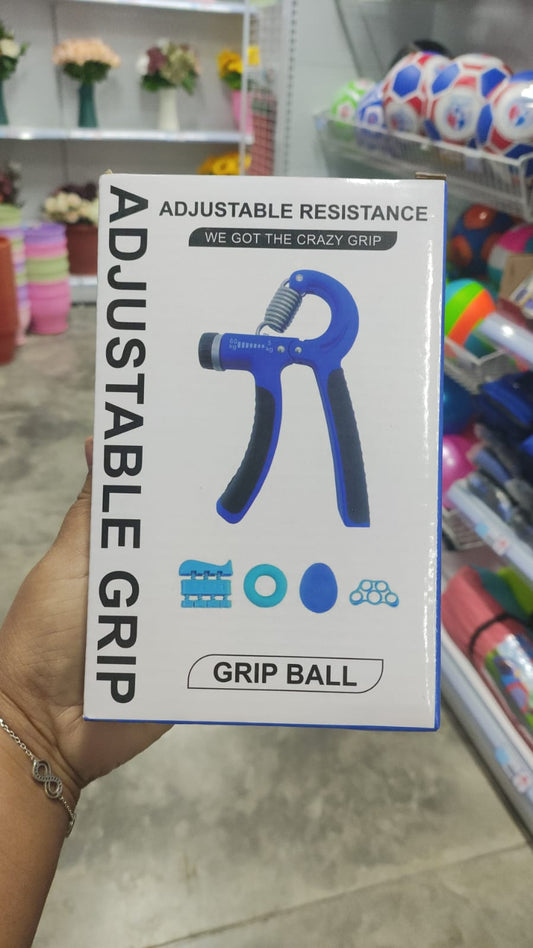 ADJUSTABLE GRIP
ADJUSTABLE RESISTANCE
WE GOT THE CRAZY GRIP
GRIP BALL